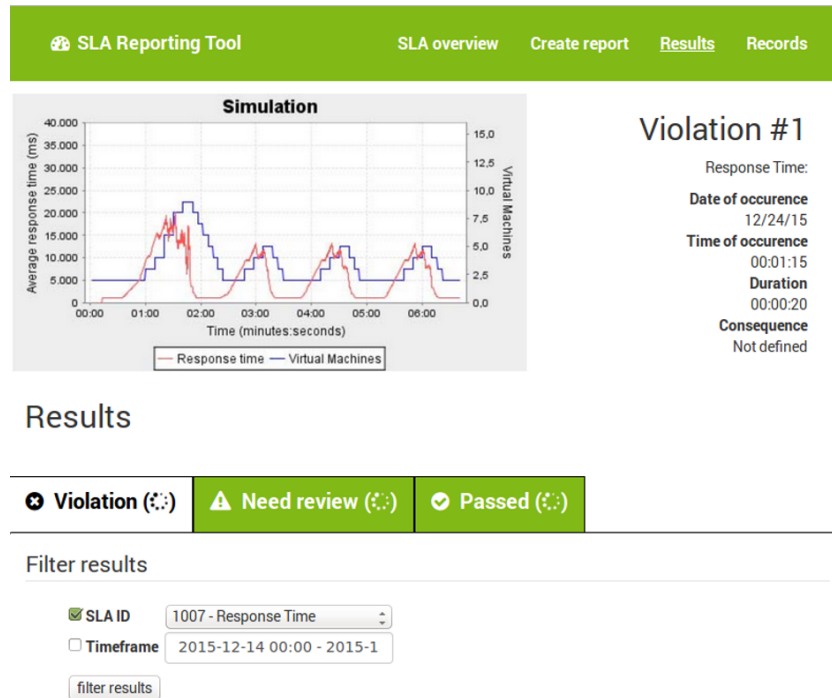 SLA Reporting Tool
SLA overview
Create report
Results
Records
Simulation
Average response time (ms)
40.000
35.000
30.000
25.000
20.000
15.000
10.000
5.000
0
15,0
12,5
10,0
7,5
5,0
2,5
0,0
Virtual Machines
00:00 01:00 02:00 03:00 04:00 05:00 06:00
Time (minutes:seconds)
Response time Virtual Machines
Violation #1
Response Time:
Date of occurence
12/24/15
Time of occurence
00:01:15
Duration
00:00:20
Consequence
Not defined
Results
Violation ( )
Need review ( )
Passed ( )
Filter results
SLA ID 1007 - Response Time
Timeframe 2015-12-14 00:00 - 2015-1
filter results